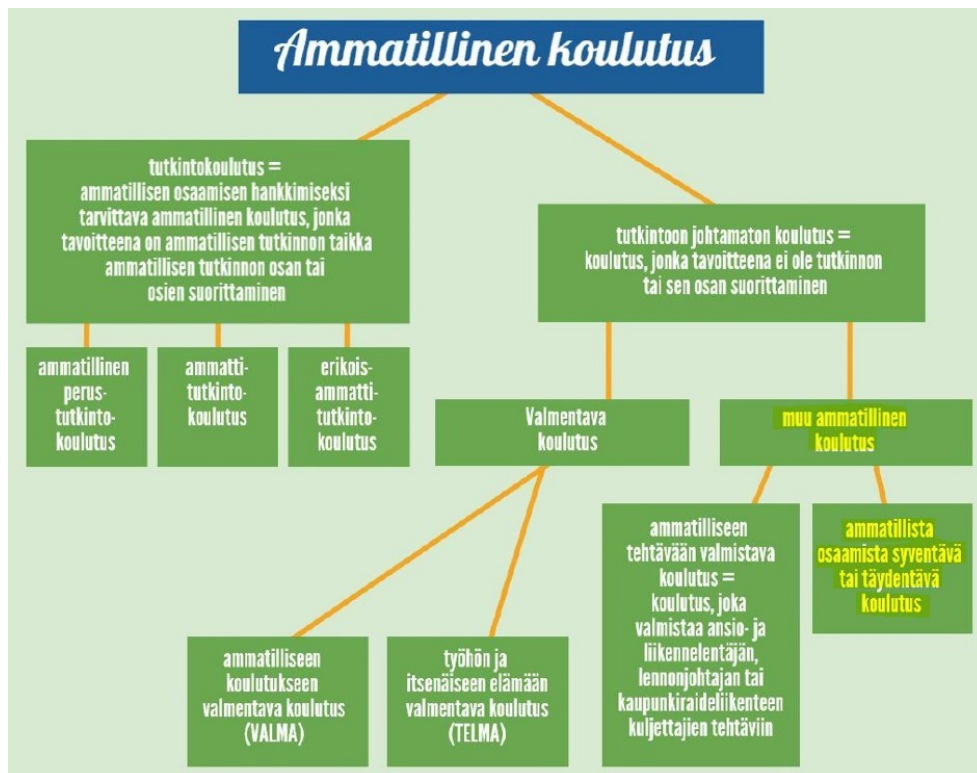 Ammatillinen koulutus
tutkintokoulutus =
ammatillisen osaamisen hankkimiseksi
tarvittava ammatillinen koulutus, jonka
tavoitteena on ammatillisen tutkinnon taikka
ammatillisen tutkinnon osan tai
osien suorittaminen
tutkintoon johtamaton koulutus =
koulutus, jonka tavoitteena ei ole tutkinnon
tai sen osan suorittaminen
ammatillinen
perus-
tutkinto-
koulutus
ammatti-
tutkinto-
koulutus
erikois-
ammatti-
tutkinto-
koulutus
Valmentava
koulutus
muu ammatillinen
koulutus
ammatilliseen
koulutukseen
valmentava koulutus
(VALMA)
työhön ja
itsenäiseen elämään
valmentava koulutus
(TELMA)
ammatilliseen
tehtävään valmistava
koulutus =
koulutus, joka
valmistaa ansio- ja
liikennelentäjän,
lennonjohtajan tai
kaupunkiraideliikenteen
kuljettajien tehtäviin
ammatillista
osaamista syventävä
tai täydentävä
koulutus